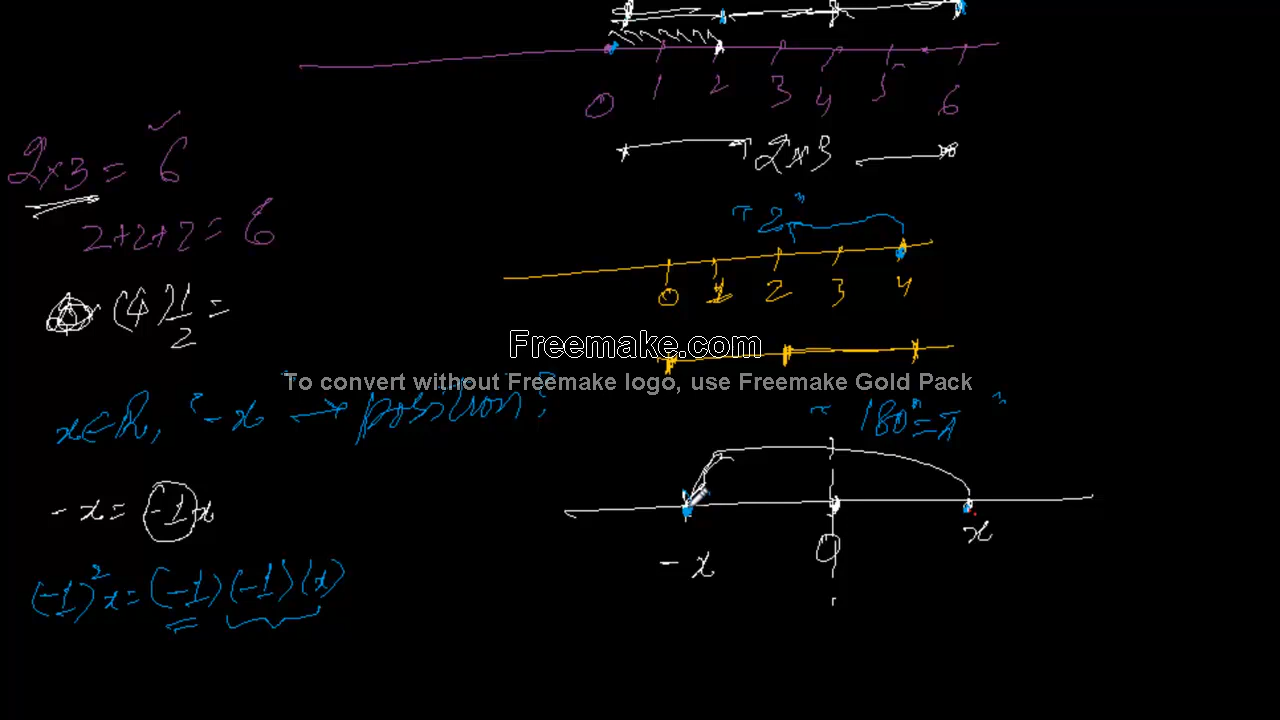 0 1 2 3 4 5 6
2×3
2×3 = 6
2+2+2 = 6
"2"
0 1 2 3 4
(4)1/2 =
Freemake.com
To convert without Freemake logo, use Freemake Gold Pack
x∈R, "-x" → position?
"180°=π"
-x 0 x
-x = (-1)x
(-1)²x = (-1)(-1)(x)